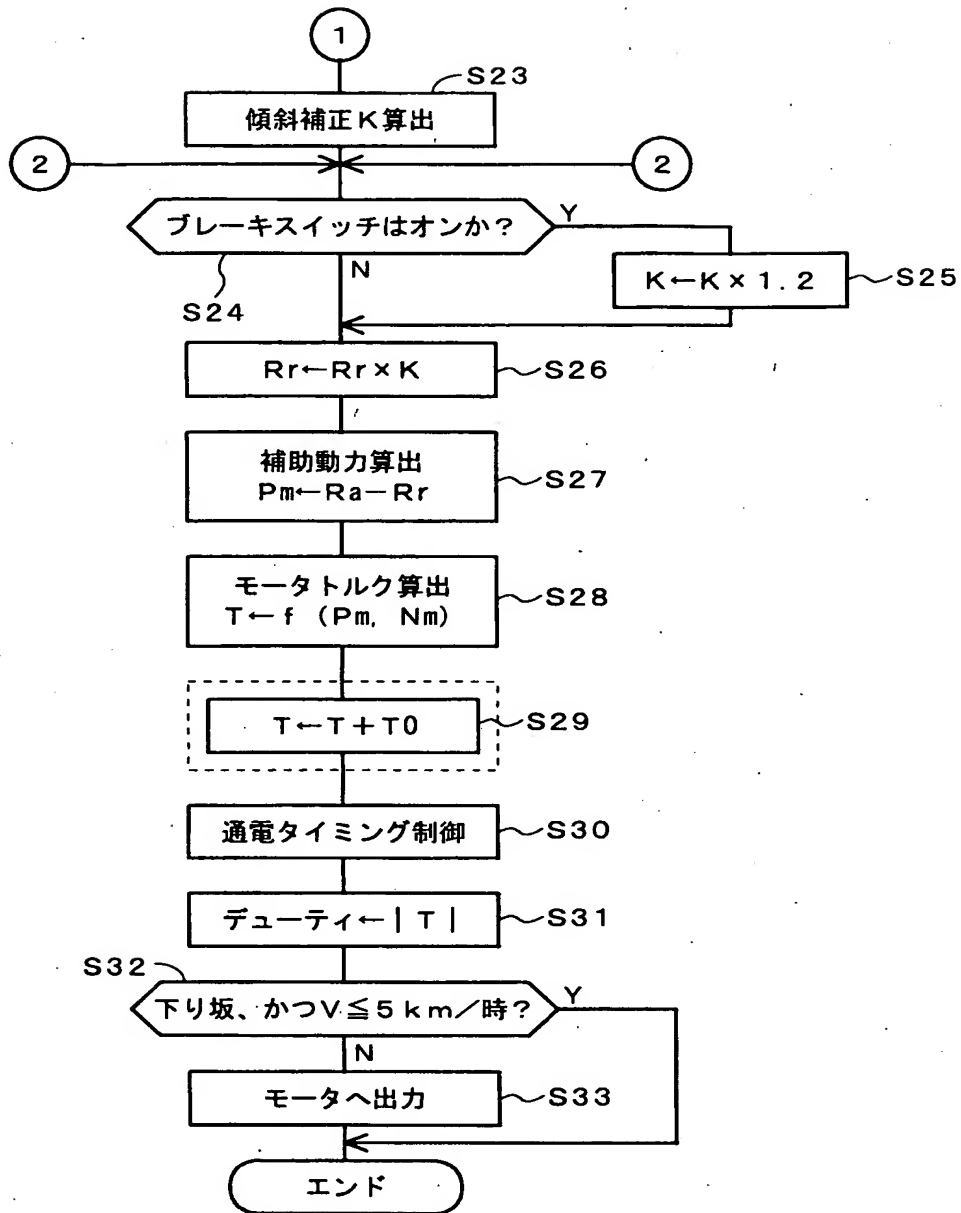 1
S23
傾斜補正K算出
2
2
ブレーキスイッチはオンか？
Y
N
S24
K←K×1.2
S25
Rr←Rr×K
S26
補助動力算出
Pm←Ra－Rr
S27
モータトルク算出
T←f (Pm, Nm)
S28
T←T＋T0
S29
通電タイミング制御
S30
デューティ←|T|
S31
S32
下り坂、かつV≦5km／時？
Y
N
モータへ出力
S33
エンド